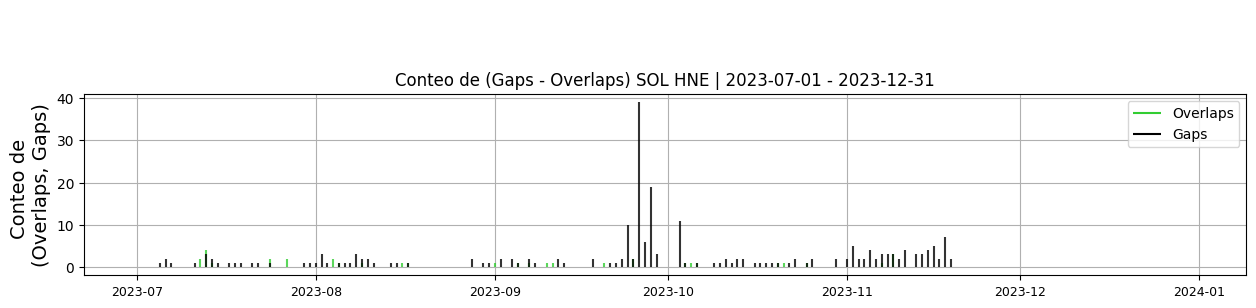 Conteo de (Gaps - Overlaps) SOL HNE | 2023-07-01 - 2023-12-31
Conteo de
(Overlaps, Gaps)
40
30
20
10
0
Overlaps
Gaps
2023-07
2023-08
2023-09
2023-10
2023-11
2023-12
2024-01